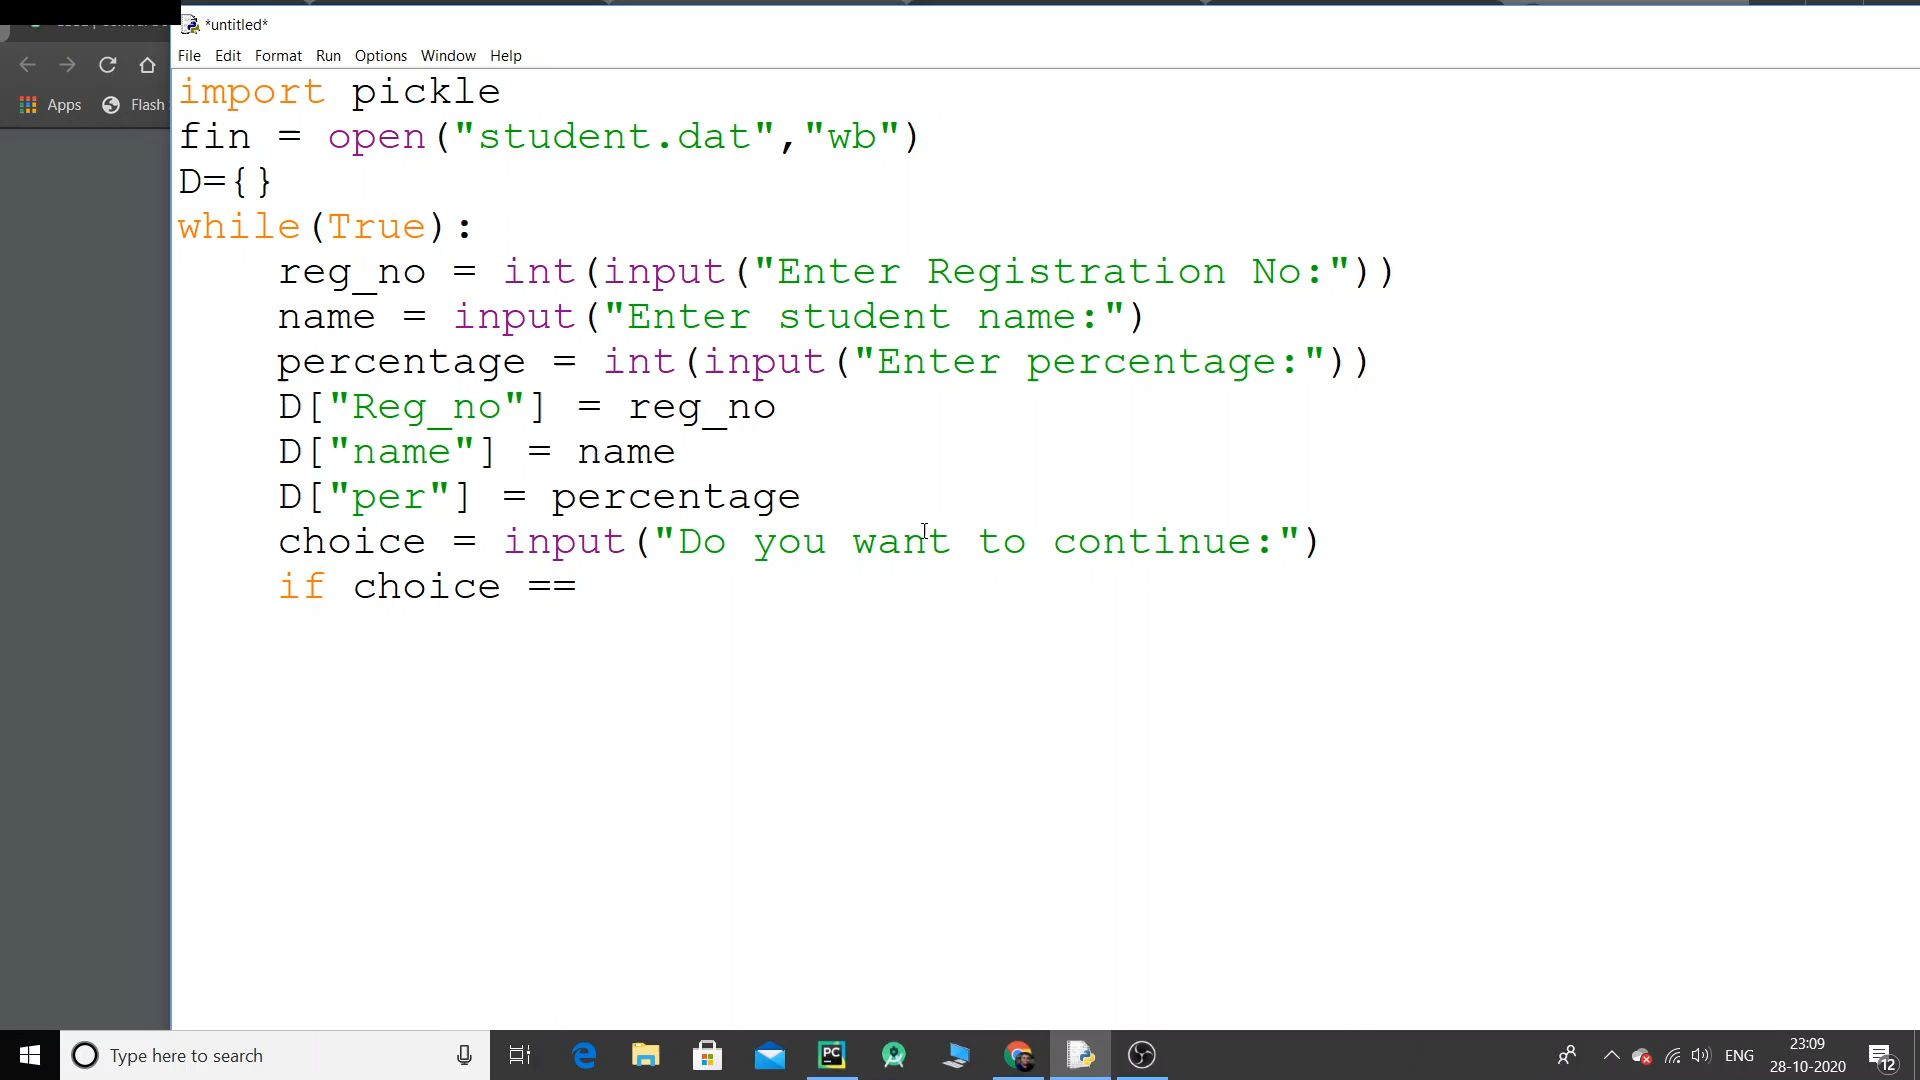 *untitled*
File Edit Format Run Options Window Help
Apps Flash
import pickle
fin = open("student.dat","wb")
D={}
while(True):
    reg_no = int(input("Enter Registration No:"))
    name = input("Enter student name:")
    percentage = int(input("Enter percentage:"))
    D["Reg_no"] = reg_no
    D["name"] = name
    D["per"] = percentage
    choice = input("Do you want to continue:")
    if choice ==
Type here to search
PC
ENG
23:09
28-10-2020
12